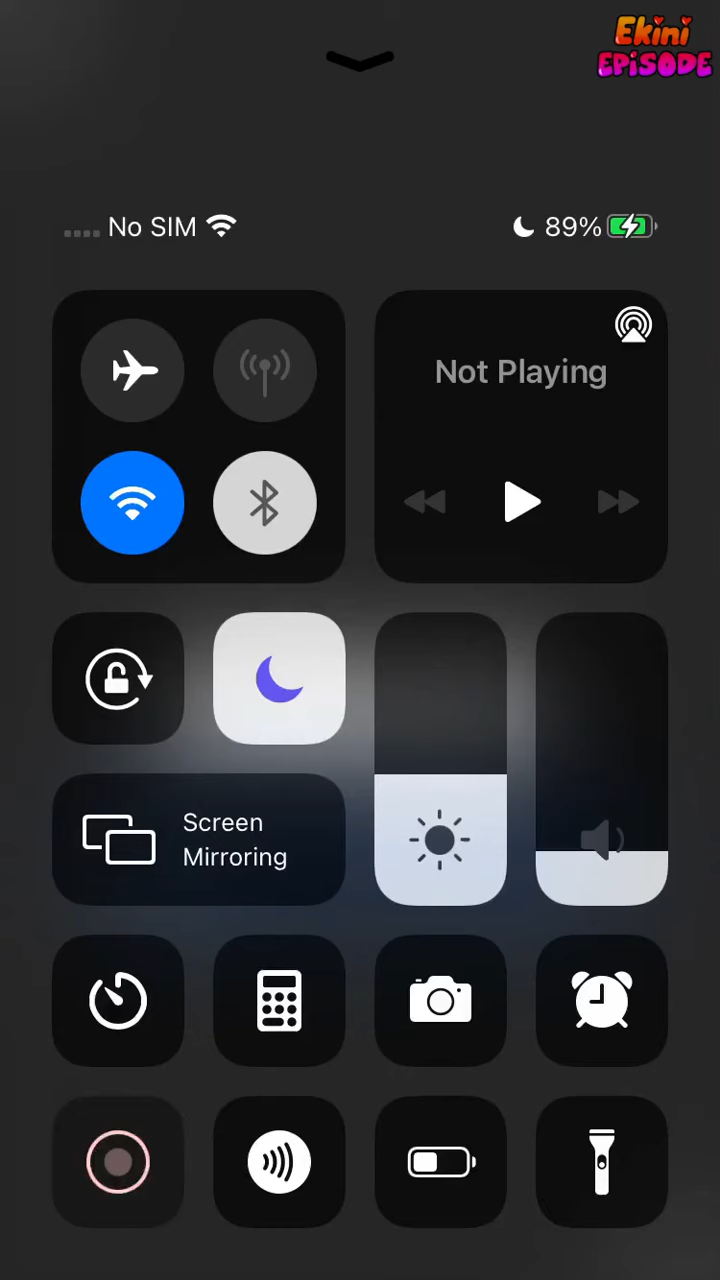 Ekini
EPiSODE
No SIM
89%
Not Playing
Screen
Mirroring